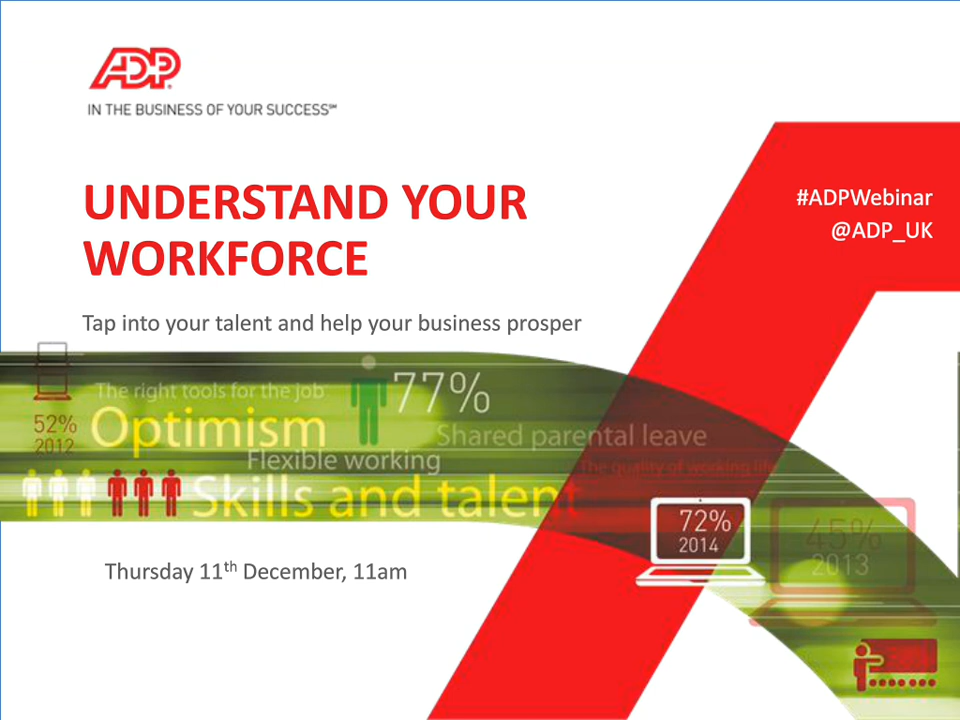 ADP
IN THE BUSINESS OF YOUR SUCCESS℠
UNDERSTAND YOUR
WORKFORCE
#ADPWebinar
@ADP_UK
Tap into your talent and help your business prosper
The right tools for the job
77%
52%
2012
Optimism
Shared parental leave
Flexible working
The quality of working life
Skills and talent
72%
2014
45%
2013
Thursday 11th December, 11am